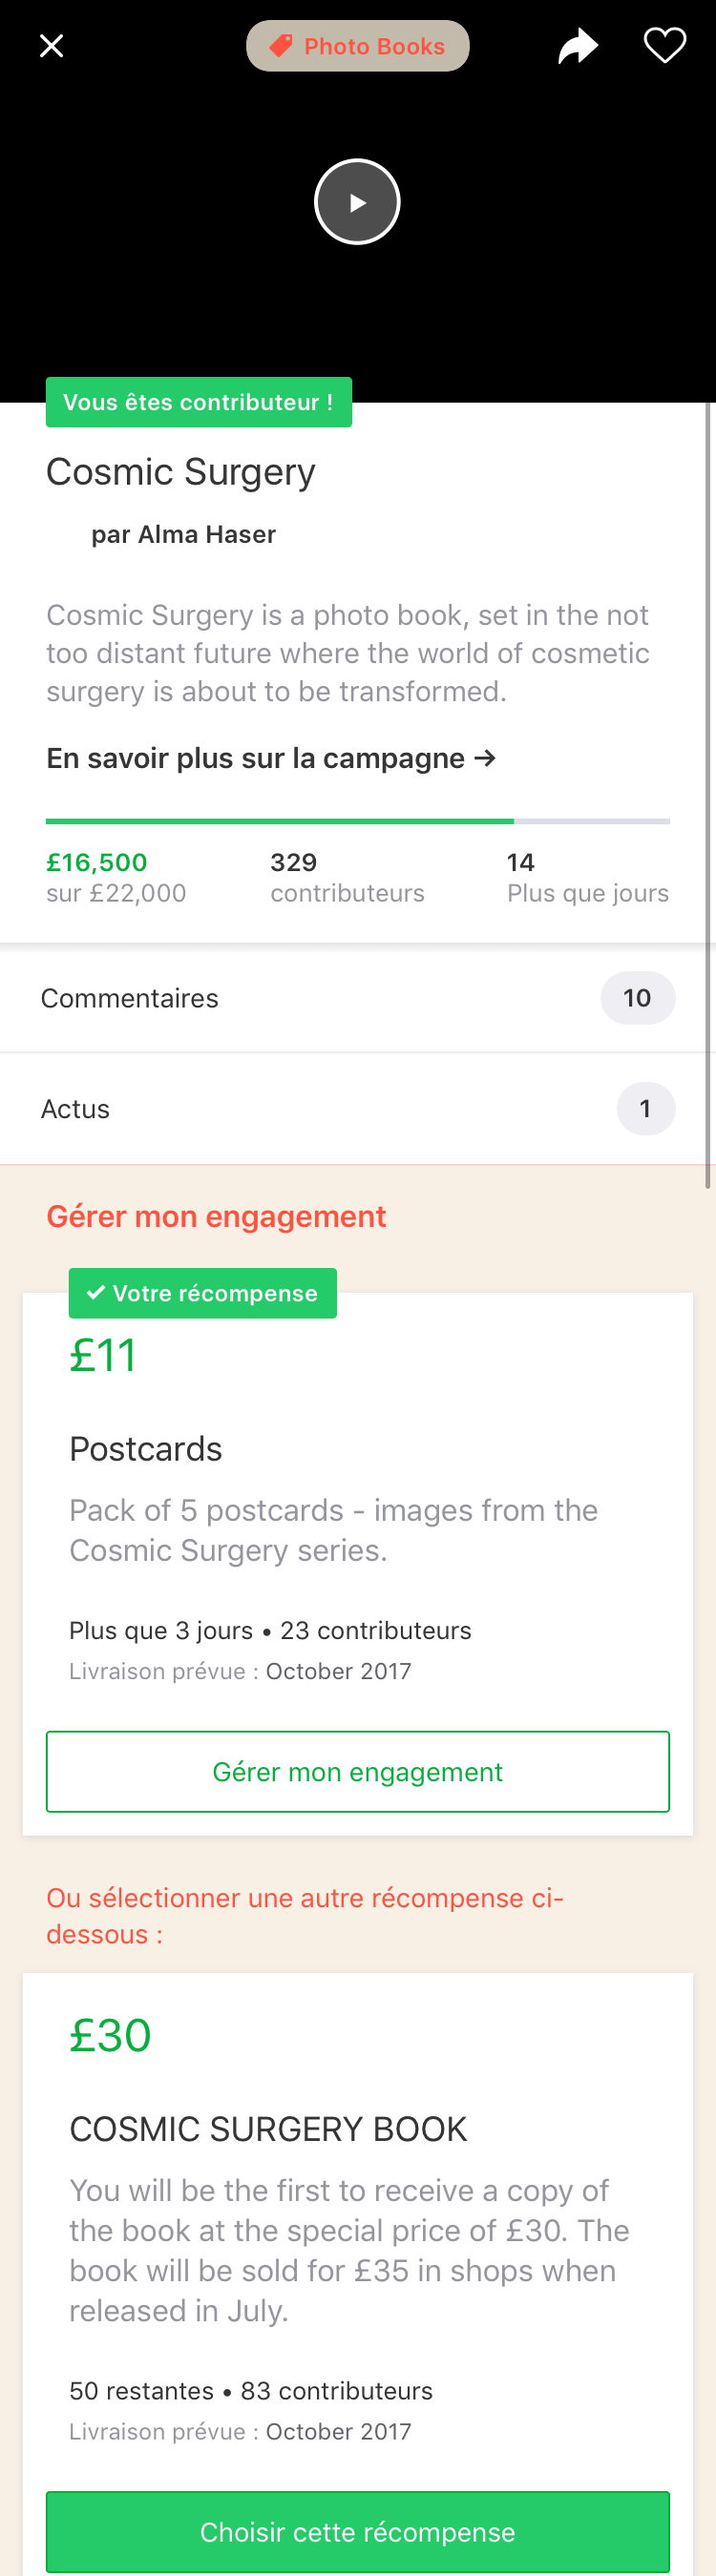 Photo Books
Vous êtes contributeur !
Cosmic Surgery
par Alma Haser
Cosmic Surgery is a photo book, set in the not
too distant future where the world of cosmetic
surgery is about to be transformed.
En savoir plus sur la campagne →
£16,500 329 14
sur £22,000 contributeurs Plus que jours
Commentaires 10
Actus 1
Gérer mon engagement
✓ Votre récompense
£11
Postcards
Pack of 5 postcards - images from the
Cosmic Surgery series.
Plus que 3 jours • 23 contributeurs
Livraison prévue : October 2017
Gérer mon engagement
Ou sélectionner une autre récompense ci-
dessous :
£30
COSMIC SURGERY BOOK
You will be the first to receive a copy of
the book at the special price of £30. The
book will be sold for £35 in shops when
released in July.
50 restantes • 83 contributeurs
Livraison prévue : October 2017
Choisir cette récompense